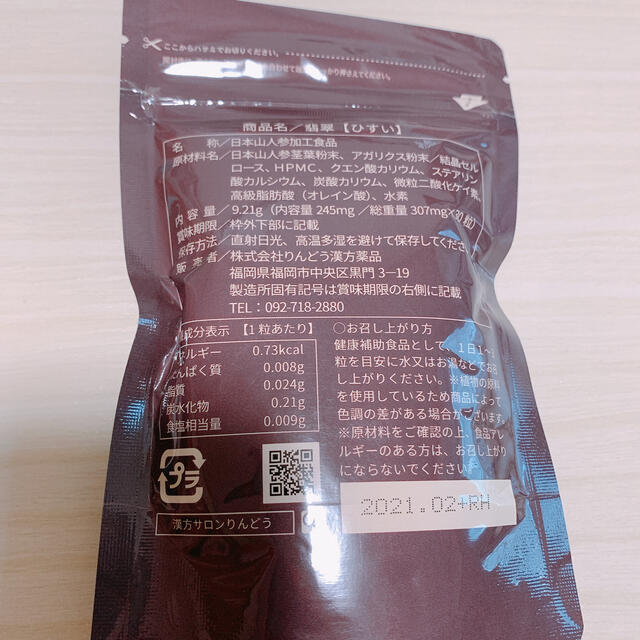 ここからハサミでお切りください。
商品名／翡翠【ひすい】
名　　称／日本山人参加工食品
原材料名／日本山人参茎葉粉末、アガリクス粉末／結晶セル
ロース、HPMC、クエン酸カリウム、ステアリン
酸カルシウム、炭酸カリウム、微粒二酸化ケイ素、
高級脂肪酸（オレイン酸）、水素
内 容 量／9.21g（内容量 245mg ／総重量 307mg×30粒）
賞味期限／枠外下部に記載
保存方法／直射日光、高温多湿を避けて保存してくださ
販 売 者／株式会社りんどう漢方薬品
福岡県福岡市中央区黒門 3―19
製造所固有記号は賞味期限の右側に記載
TEL：092-718-2880
成分表示【1粒あたり】
ネルギー 0.73kcal
んぱく質 0.008g
脂質 0.024g
炭水化物 0.21g
食塩相当量 0.009g
○お召し上がり方
健康補助食品として、1日1～
粒を目安に水又はお湯などでお召
し上がりください。※植物の原料
を使用しているため商品によって
色調の差がある場合がございます。
※原材料をご確認の上、食品アレ
ルギーのある方は、お召し上がり
にならないでください。
プラ
2021.02+RH
漢方サロンりんどう